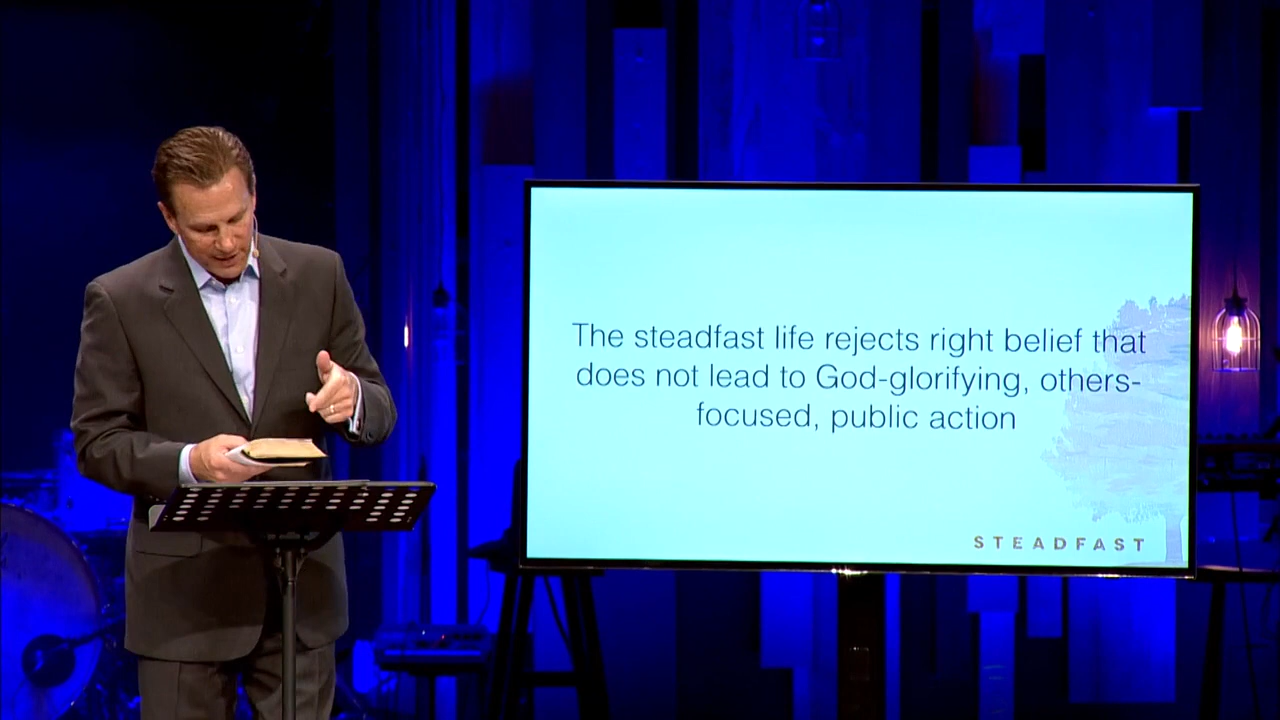 The steadfast life rejects right belief that
does not lead to God-glorifying, others-
focused, public action
STEADFAST